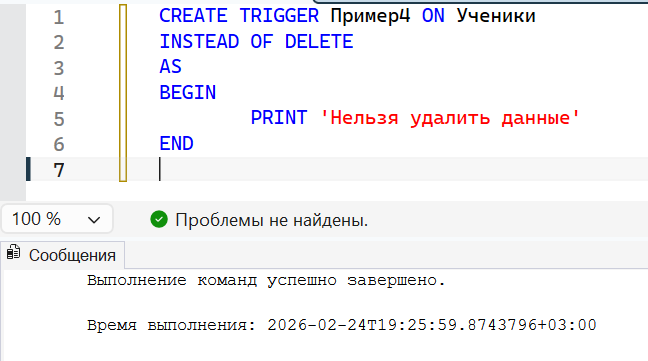 1 CREATE TRIGGER Пример4 ON Ученики
2 INSTEAD OF DELETE
3 AS
4 BEGIN
5 PRINT 'Нельзя удалить данные'
6 END
7
100 % Проблемы не найдены.
Сообщения
Выполнение команд успешно завершено.
Время выполнения: 2026-02-24T19:25:59.8743796+03:00